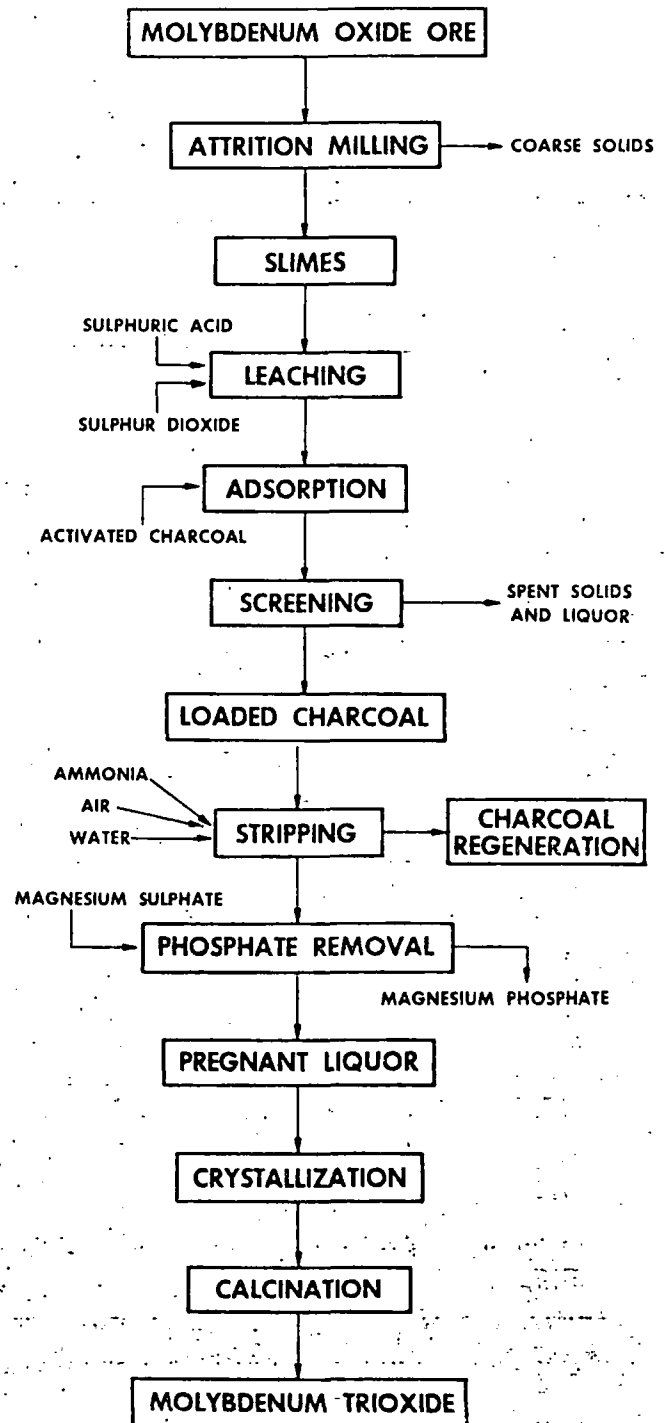 MOLYBDENUM OXIDE ORE
ATTRITION MILLING
COARSE SOLIDS
SLIMES
SULPHURIC ACID
LEACHING
SULPHUR DIOXIDE
ADSORPTION
ACTIVATED CHARCOAL
SCREENING
SPENT SOLIDS
AND LIQUOR
LOADED CHARCOAL
AMMONIA
AIR
WATER
STRIPPING
CHARCOAL
REGENERATION
MAGNESIUM SULPHATE
PHOSPHATE REMOVAL
MAGNESIUM PHOSPHATE
PREGNANT LIQUOR
CRYSTALLIZATION
CALCINATION
MOLYBDENUM TRIOXIDE